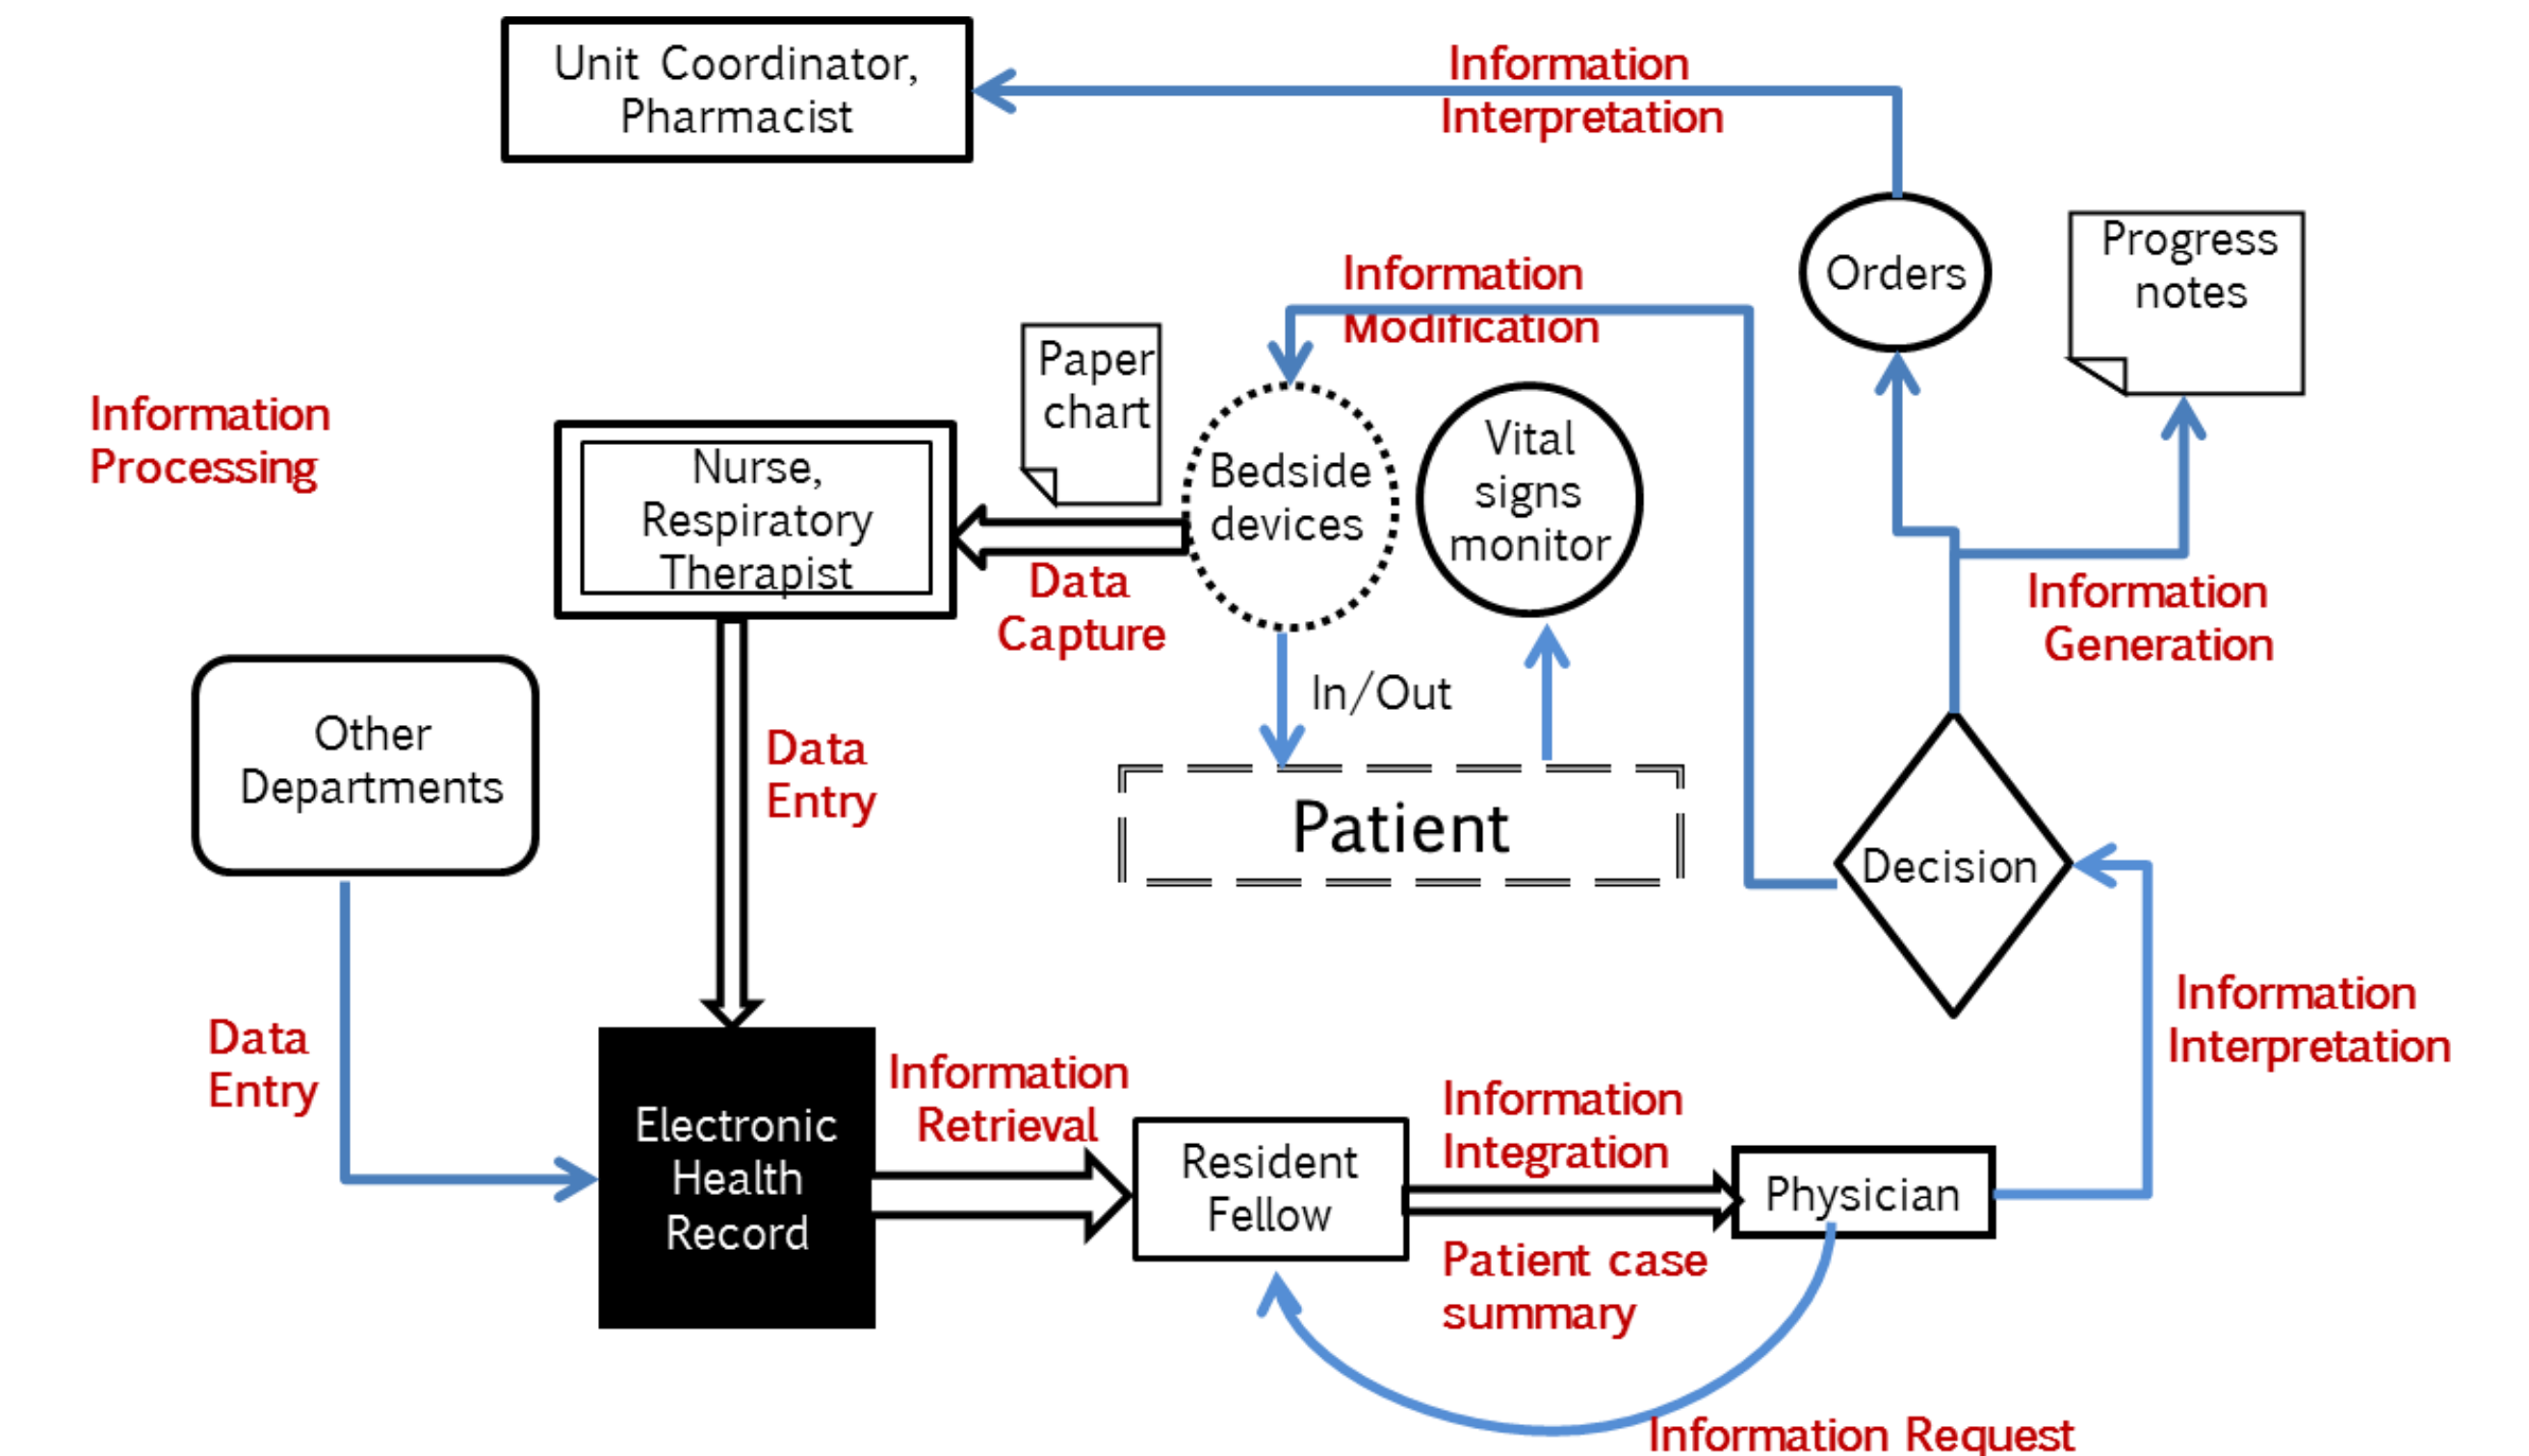 Unit Coordinator,
Pharmacist
Information
Interpretation
Orders
Progress
notes
Information
Modification
Paper
chart
Information
Processing
Nurse,
Respiratory
Therapist
Bedside
devices
Vital
signs
monitor
Data
Capture
Information
Generation
In/Out
Other
Departments
Data
Entry
Patient
Decision
Data
Entry
Information
Interpretation
Electronic
Health
Record
Information
Retrieval
Resident
Fellow
Information
Integration
Physician
Patient case
summary
Information Request